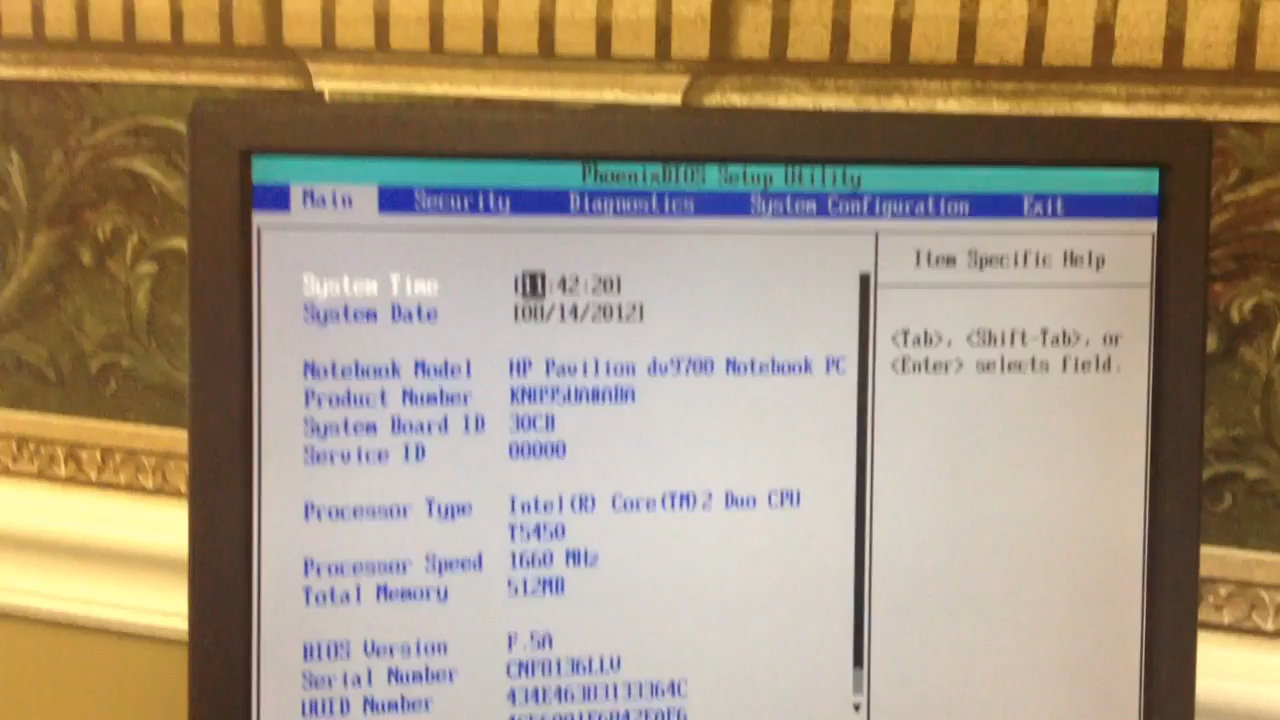 PhoenixBIOS Setup Utility
Main Security Diagnostics System Configuration Exit
Item Specific Help
System Time [11:42:20]
System Date [08/14/2012]
<Tab>, <Shift-Tab>, or
<Enter> selects field.
Notebook Model HP Pavilion dv9700 Notebook PC
Product Number
System Board ID 30CB
Service ID 00000
Processor Type Intel(R) Core(TM)2 Duo CPU
T5450
Processor Speed 1660 MHz
Total Memory 512MB
BIOS Version F.5A
Serial Number
UUID Number